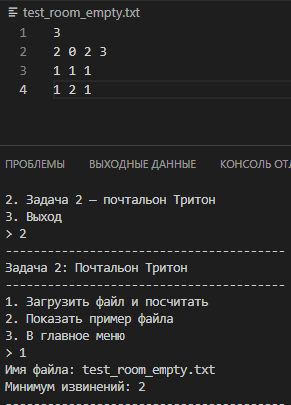 test_room_empty.txt
1 3
2 2 0 2 3
3 1 1 1
4 1 2 1
ПРОБЛЕМЫ ВЫХОДНЫЕ ДАННЫЕ КОНСОЛЬ ОТЛ
2. Задача 2 — почтальон Тритон
3. Выход
> 2
----------------------------------------
Задача 2: Почтальон Тритон
----------------------------------------
1. Загрузить файл и посчитать
2. Показать пример файла
3. В главное меню
> 1
Имя файла: test_room_empty.txt
Минимум извинений: 2
----------------------------------------